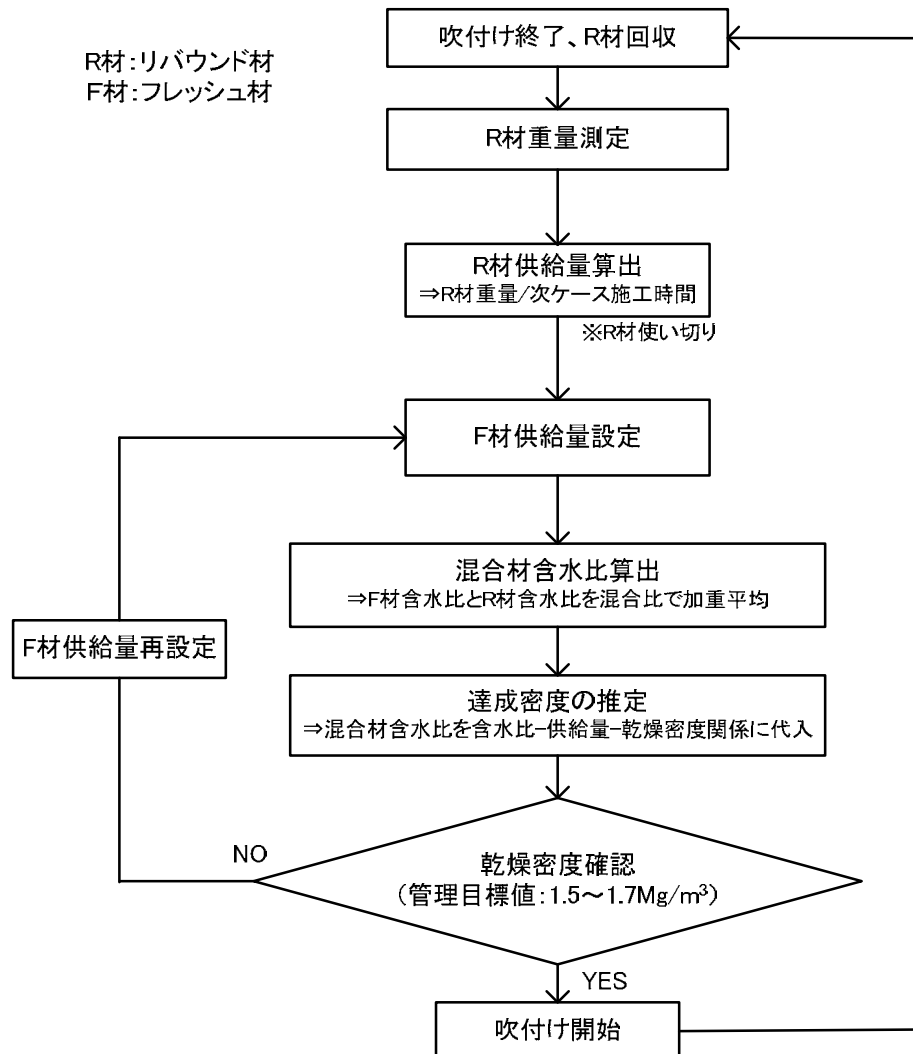 吹付け終了、R材回収
R材:リバウンド材
F材:フレッシュ材
R材重量測定
R材供給量算出
⇒R材重量/次ケース施工時間
※R材使い切り
F材供給量設定
混合材含水比算出
⇒F材含水比とR材含水比を混合比で加重平均
F材供給量再設定
達成密度の推定
⇒混合材含水比を含水比-供給量-乾燥密度関係に代入
NO
乾燥密度確認
(管理目標値:1.5～1.7Mg/m³)
YES
吹付け開始